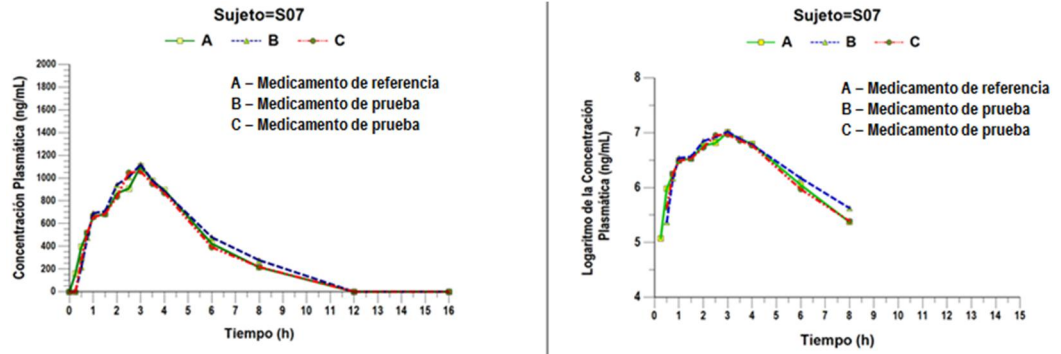 Sujeto=S07
A B C
A – Medicamento de referencia
B – Medicamento de prueba
C – Medicamento de prueba
Concentración Plasmática (ng/mL)
2000
1800
1600
1400
1200
1000
800
600
400
200
0
0 1 2 3 4 5 6 7 8 9 10 11 12 13 14 15 16
Tiempo (h)
Sujeto=S07
A B C
A – Medicamento de referencia
B – Medicamento de prueba
C – Medicamento de prueba
Logaritmo de la Concentración
Plasmática (ng/mL)
8
7
6
5
4
0 1 2 3 4 5 6 7 8 9 10 11 12 13 14 15
Tiempo (h)